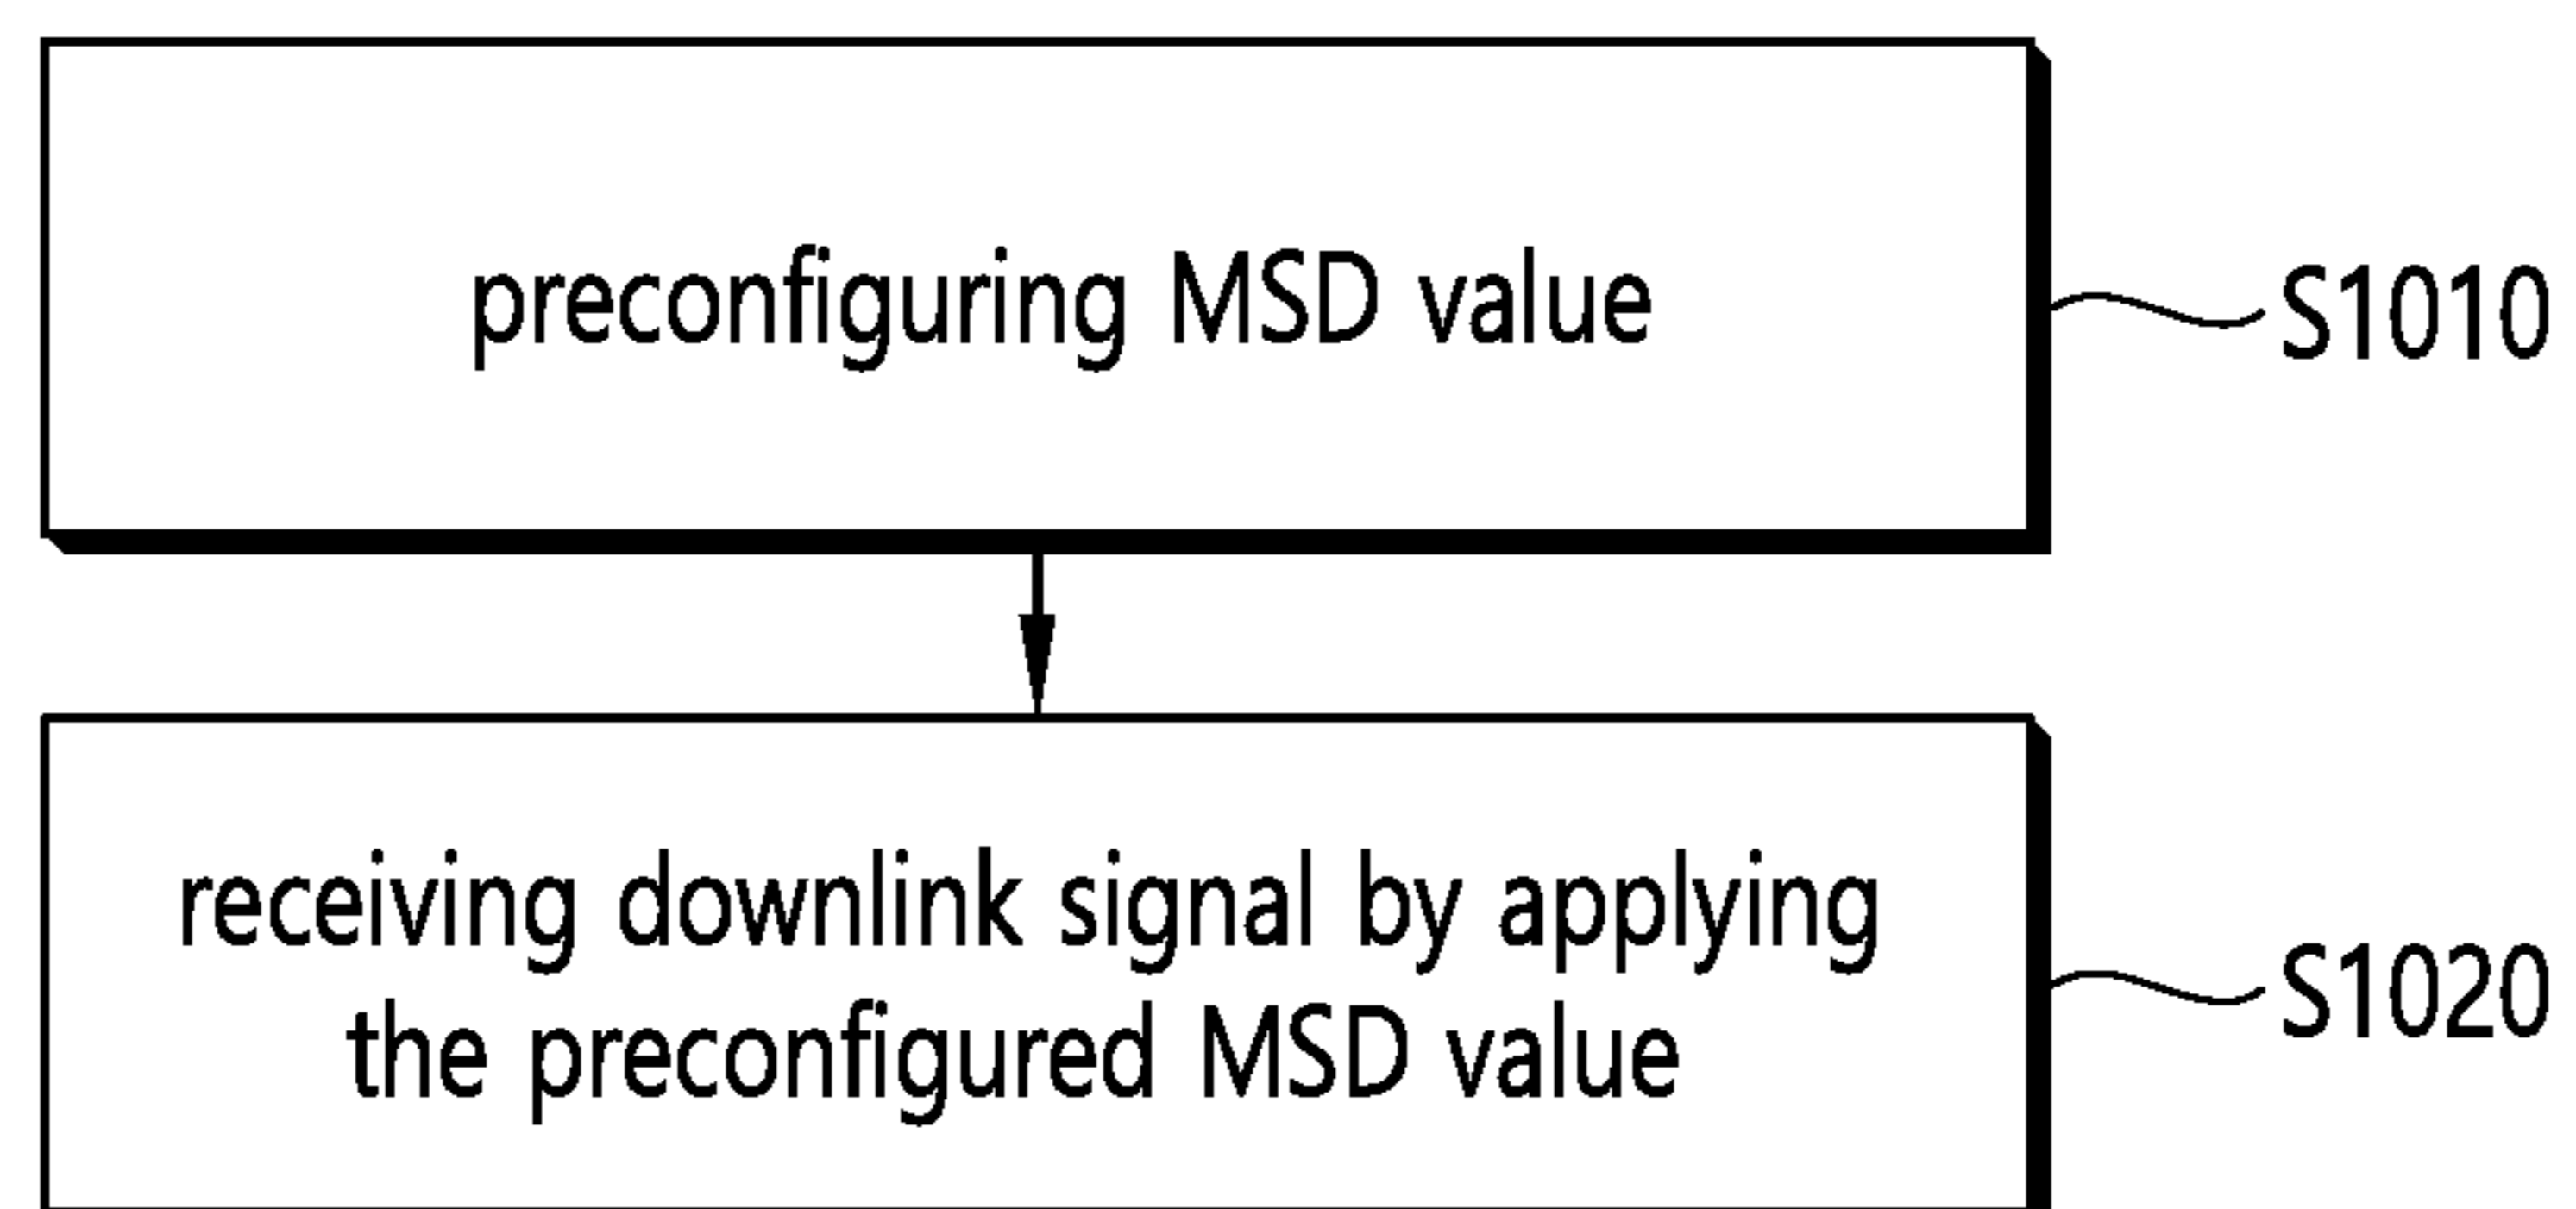 preconfiguring MSD value
S1010
receiving downlink signal by applying
the preconfigured MSD value
S1020